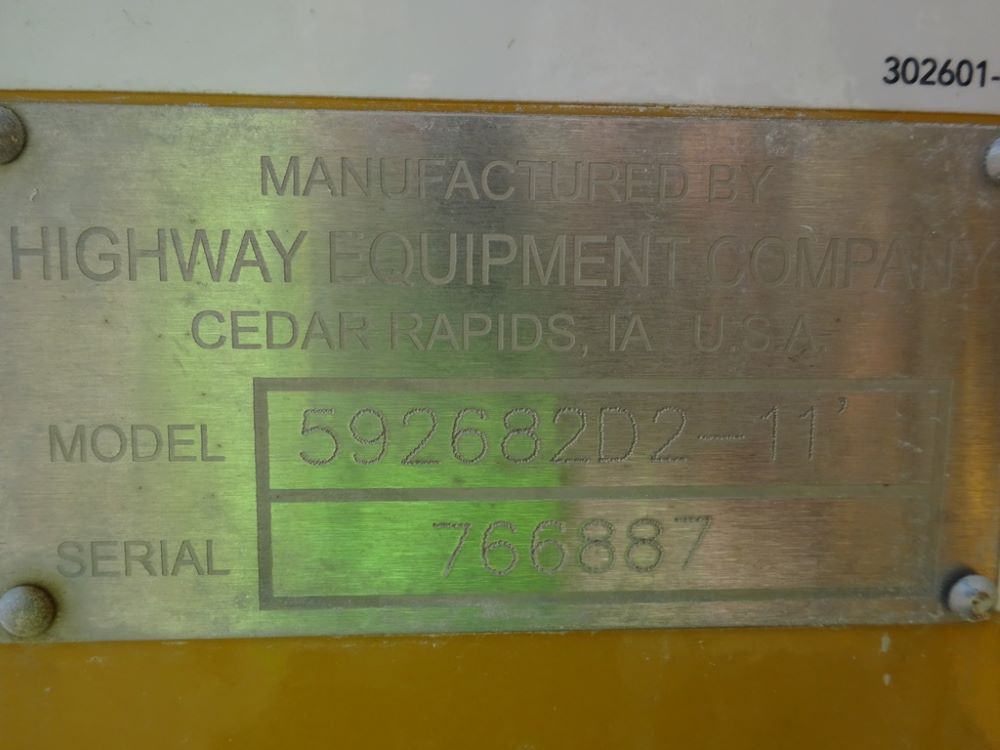 302601-
MANUFACTURED BY
HIGHWAY EQUIPMENT COMPANY
CEDAR RAPIDS, IA U.S.A.
MODEL 592682D2-11'
SERIAL 766887